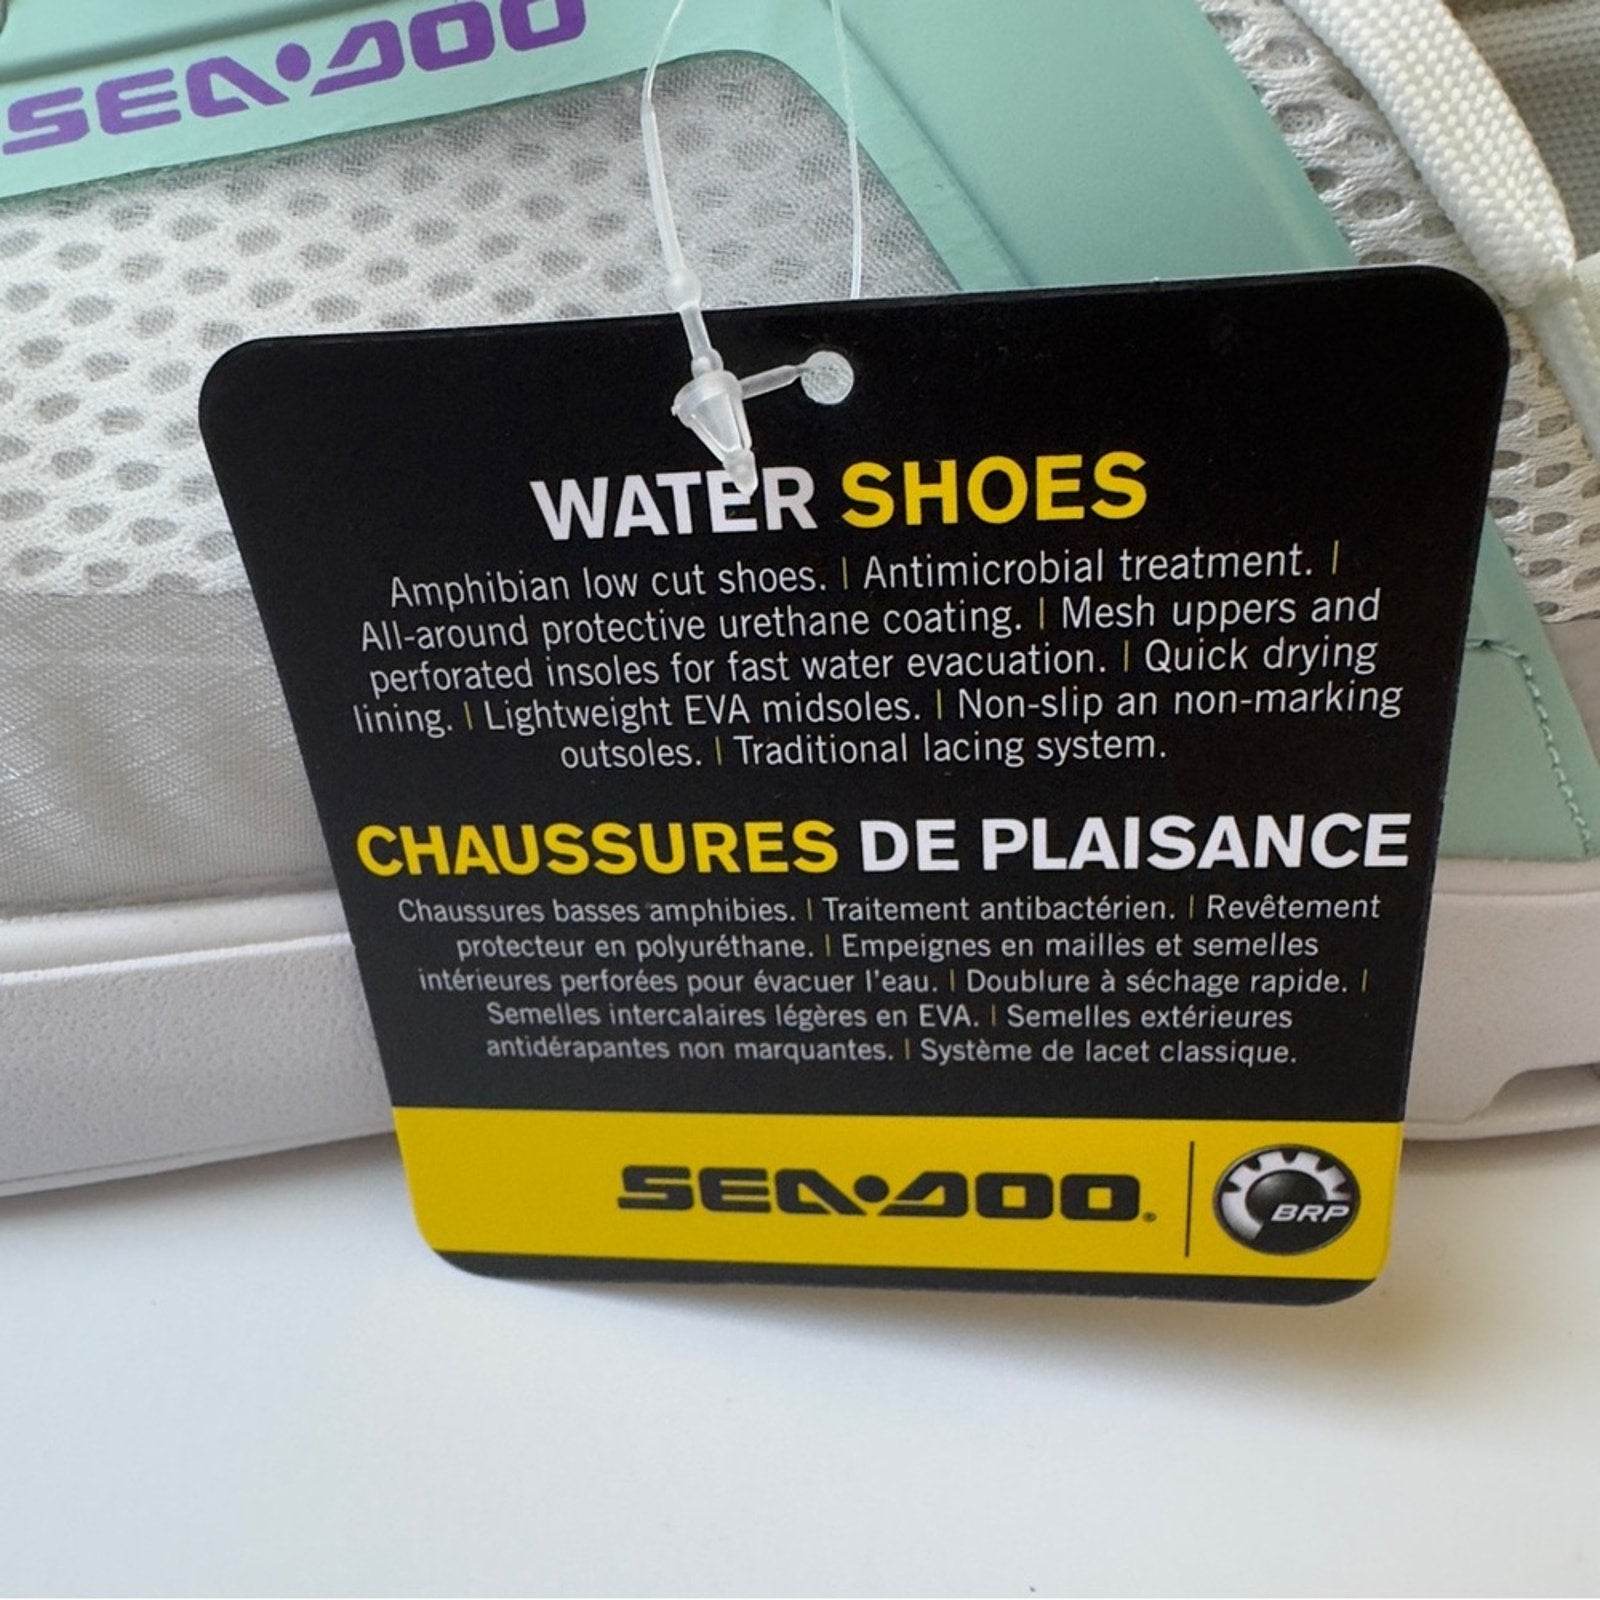 SEA•DOO
WATER SHOES
Amphibian low cut shoes. | Antimicrobial treatment. |
All-around protective urethane coating. | Mesh uppers and
perforated insoles for fast water evacuation. | Quick drying
lining. | Lightweight EVA midsoles. | Non-slip an non-marking
outsoles. | Traditional lacing system.
CHAUSSURES DE PLAISANCE
Chaussures basses amphibies. | Traitement antibactérien. | Revêtement
protecteur en polyuréthane. | Empeignes en mailles et semelles
intérieures perforées pour évacuer l'eau. | Doublure à séchage rapide. |
Semelles intercalaires légères en EVA. | Semelles extérieures
antidérapantes non marquantes. | Système de lacet classique.
SEA•DOO® | BRP